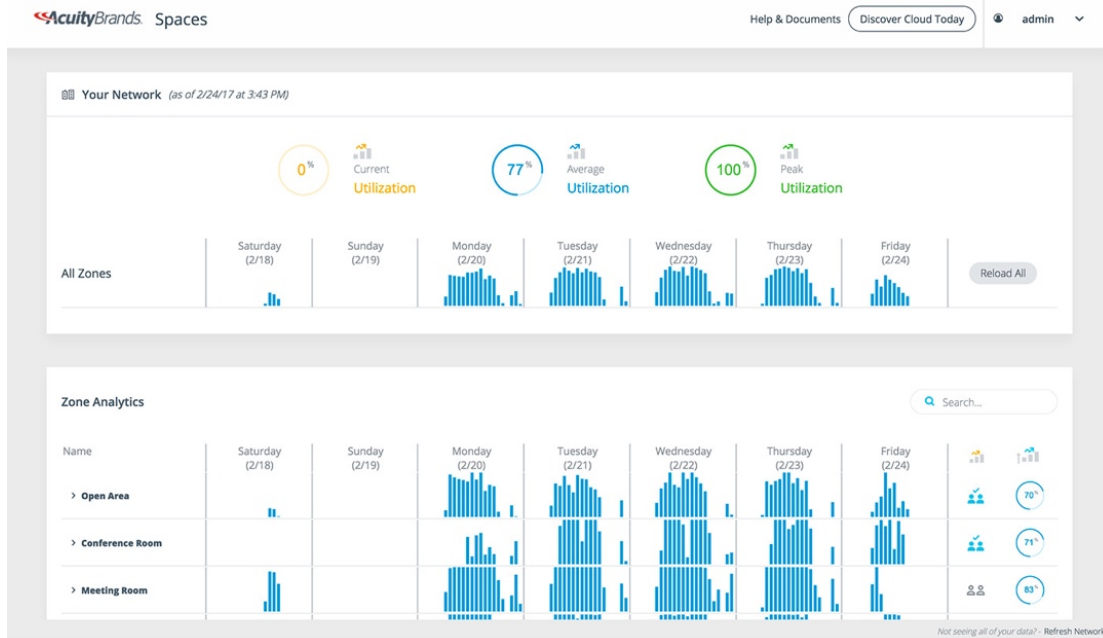 AcuityBrands. Spaces
Help & Documents
Discover Cloud Today
admin
Your Network (as of 2/24/17 at 3:43 PM)
0%
Current
Utilization
77%
Average
Utilization
100%
Peak
Utilization
All Zones
Saturday
(2/18)
Sunday
(2/19)
Monday
(2/20)
Tuesday
(2/21)
Wednesday
(2/22)
Thursday
(2/23)
Friday
(2/24)
Reload All
Zone Analytics
Search...
Name
Saturday
(2/18)
Sunday
(2/19)
Monday
(2/20)
Tuesday
(2/21)
Wednesday
(2/22)
Thursday
(2/23)
Friday
(2/24)
Open Area
70%
Conference Room
71%
Meeting Room
83%
Not seeing all of your data? - Refresh Network